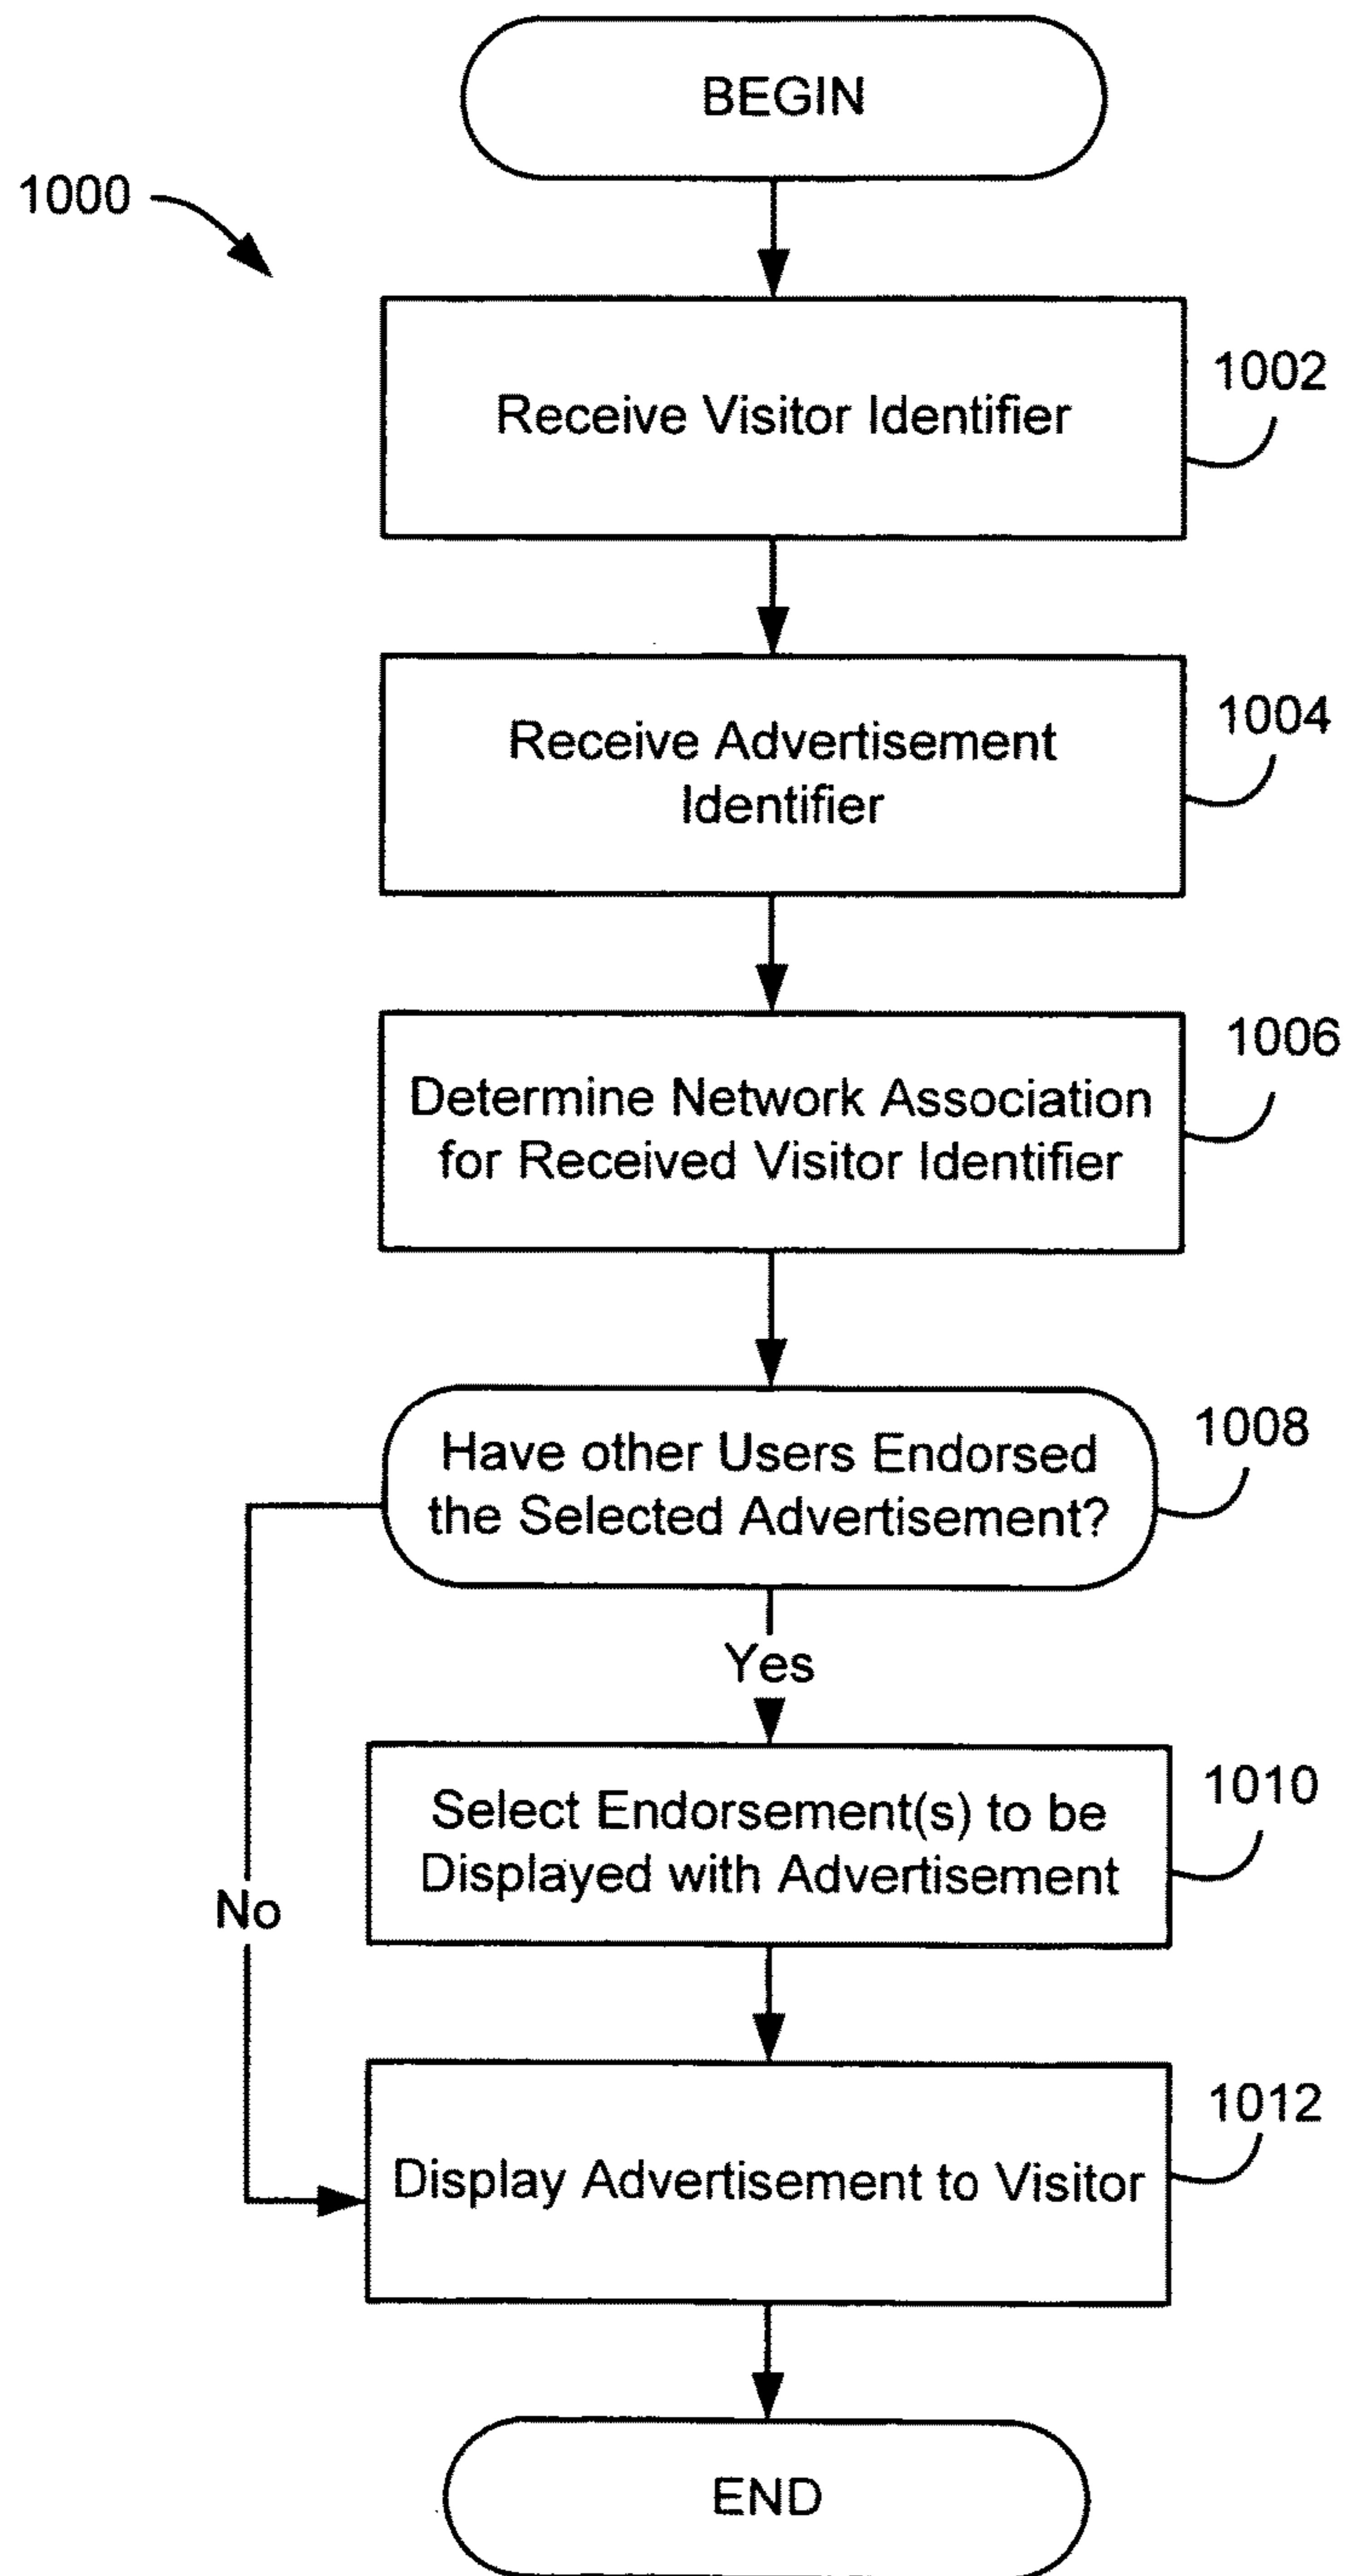 BEGIN
1000
Receive Visitor Identifier
1002
Receive Advertisement
Identifier
1004
Determine Network Association
for Received Visitor Identifier
1006
Have other Users Endorsed
the Selected Advertisement?
1008
Yes
Select Endorsement(s) to be
Displayed with Advertisement
1010
No
Display Advertisement to Visitor
1012
END